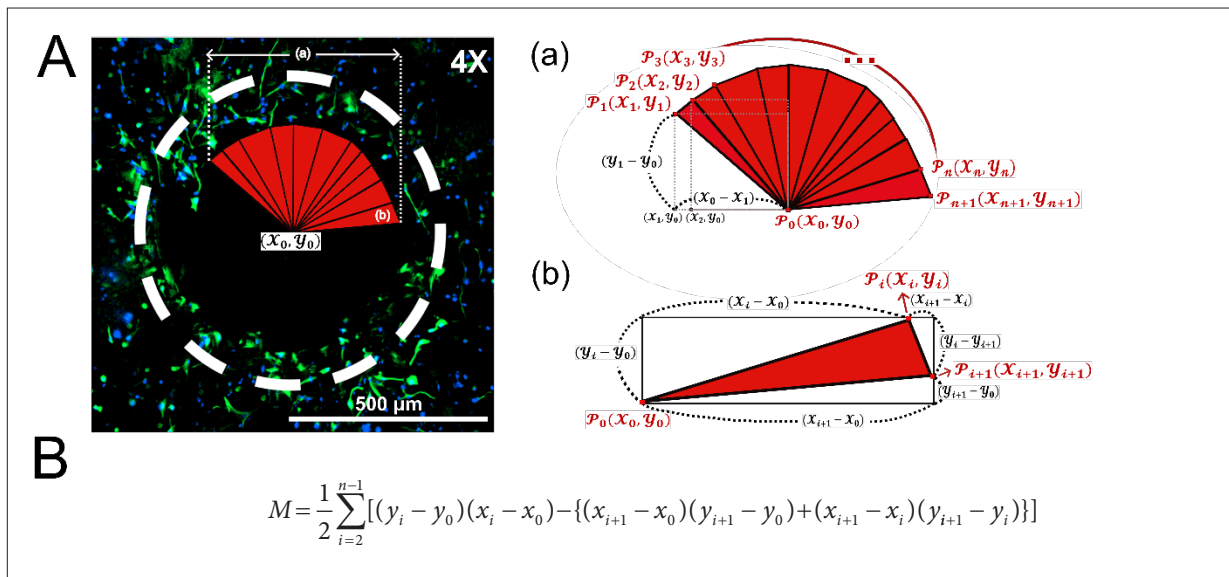 A
(a)
4X
(b)
(x₀, y₀)
500 μm
(a)
P₃(x₃, y₃)
P₂(x₂, y₂)
P₁(x₁, y₁)
(y₁ − y₀)
(x₀ − x₁)
(x₁, y₀) (x₂, y₀)
P₀(x₀, y₀)
Pₙ(xₙ, yₙ)
Pₙ₊₁(xₙ₊₁, yₙ₊₁)
(b)
Pᵢ(xᵢ, yᵢ)
(xᵢ − x₀)
(xᵢ₊₁ − xᵢ)
(yᵢ − y₀)
(yᵢ − yᵢ₊₁)
Pᵢ₊₁(xᵢ₊₁, yᵢ₊₁)
(yᵢ₊₁ − y₀)
P₀(x₀, y₀)
(xᵢ₊₁ − x₀)
B
M = 1/2 ∑ᵢ₌₂ⁿ⁻¹ [(yᵢ − y₀)(xᵢ − x₀)−{(xᵢ₊₁ − x₀)(yᵢ₊₁ − y₀)+(xᵢ₊₁ − xᵢ)(yᵢ₊₁ − yᵢ)}]